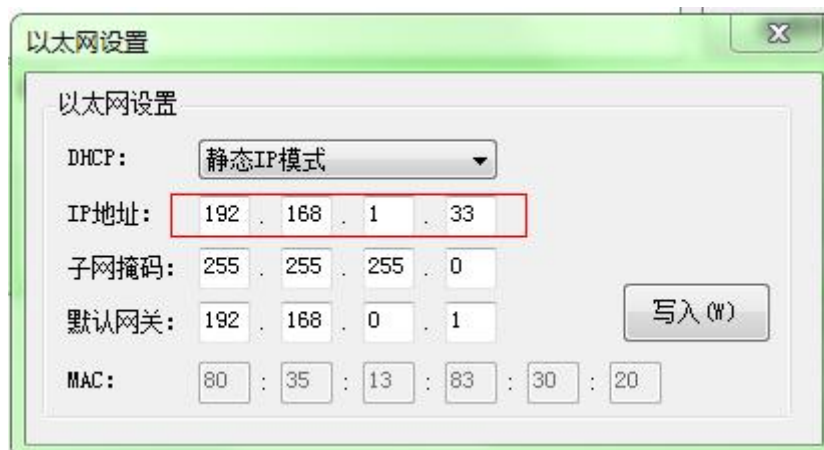 以太网设置
以太网设置
DHCP: 静态IP模式
IP地址: 192 . 168 . 1 . 33
子网掩码: 255 . 255 . 255 . 0
默认网关: 192 . 168 . 0 . 1
写入(W)
MAC: 80 : 35 : 13 : 83 : 30 : 20